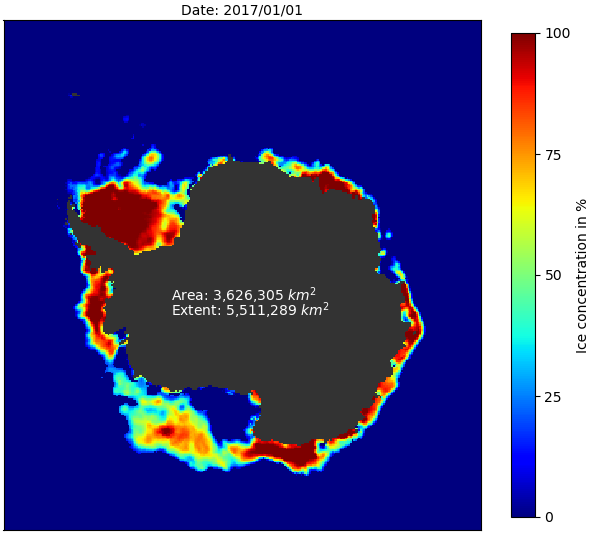 Date: 2017/01/01
100
75
50
25
0
Ice concentration in %
Area: 3,626,305 km²
Extent: 5,511,289 km²